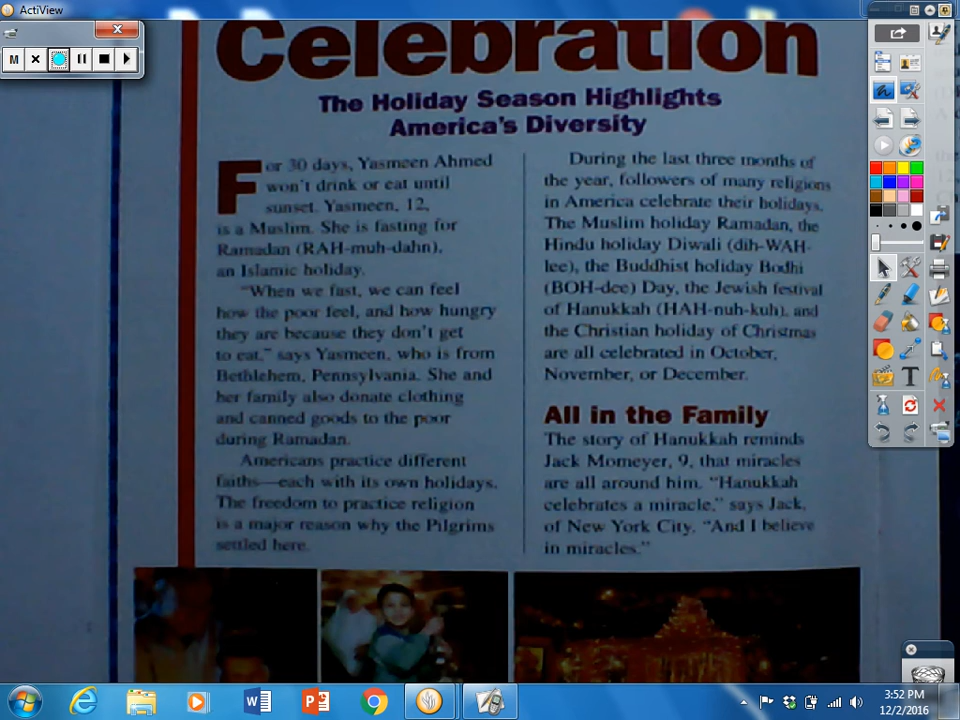 ActiView
Celebration
The Holiday Season Highlights
America's Diversity
For 30 days, Yasmeen Ahmed
won't drink or eat until
sunset. Yasmeen, 12,
is a Muslim. She is fasting for
Ramadan (RAH-muh-dahn),
an Islamic holiday.
"When we fast, we can feel
how the poor feel, and how hungry
they are because they don't get
to eat," says Yasmeen, who is from
Bethlehem, Pennsylvania. She and
her family also donate clothing
and canned goods to the poor
during Ramadan.
Americans practice different
faiths—each with its own holidays.
The freedom to practice religion
is a major reason why the Pilgrims
settled here.
During the last three months of
the year, followers of many religions
in America celebrate their holidays.
The Muslim holiday Ramadan, the
Hindu holiday Diwali (dih-WAH-
lee), the Buddhist holiday Bodhi
(BOH-dee) Day, the Jewish festival
of Hanukkah (HAH-nuh-kuh), and
the Christian holiday of Christmas
are all celebrated in October,
November, or December.
All in the Family
The story of Hanukkah reminds
Jack Momeyer, 9, that miracles
are all around him. "Hanukkah
celebrates a miracle," says Jack,
of New York City. "And I believe
in miracles."
3:52 PM
12/2/2016